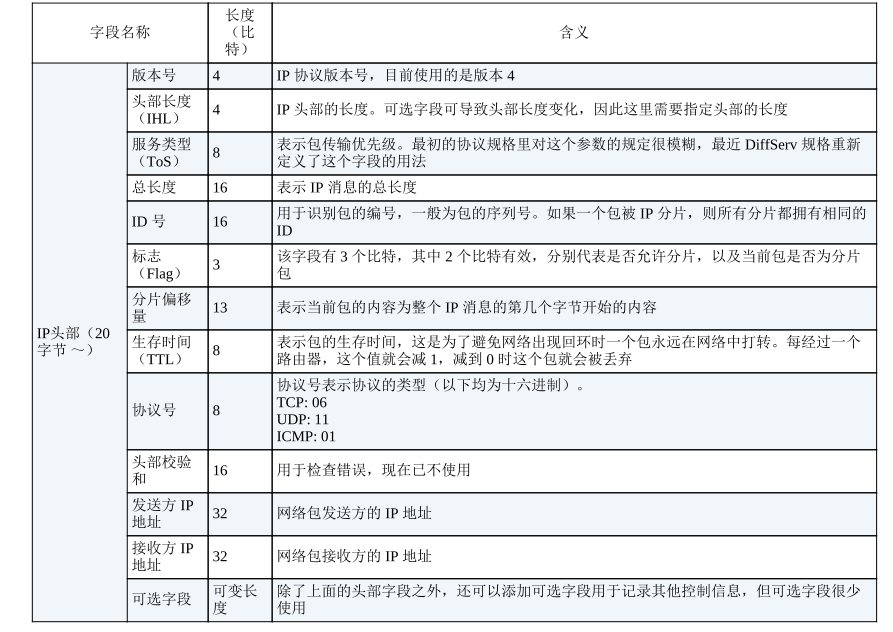 字段名称
长度
（比
特）
含义
IP头部（20
字节 ～）
版本号
4
IP 协议版本号，目前使用的是版本 4
头部长度
（IHL）
4
IP 头部的长度。可选字段可导致头部长度变化，因此这里需要指定头部的长度
服务类型
（ToS）
8
表示包传输优先级。最初的协议规格里对这个参数的规定很模糊，最近 DiffServ 规格重新
定义了这个字段的用法
总长度
16
表示 IP 消息的总长度
ID 号
16
用于识别包的编号，一般为包的序列号。如果一个包被 IP 分片，则所有分片都拥有相同的
ID
标志
（Flag）
3
该字段有 3 个比特，其中 2 个比特有效，分别代表是否允许分片，以及当前包是否为分片
包
分片偏移
量
13
表示当前包的内容为整个 IP 消息的第几个字节开始的内容
生存时间
（TTL）
8
表示包的生存时间，这是为了避免网络出现回环时一个包永远在网络中打转。每经过一个
路由器，这个值就会减 1，减到 0 时这个包就会被丢弃
协议号
8
协议号表示协议的类型（以下均为十六进制）。
TCP: 06
UDP: 11
ICMP: 01
头部校验
和
16
用于检查错误，现在已不使用
发送方 IP
地址
32
网络包发送方的 IP 地址
接收方 IP
地址
32
网络包接收方的 IP 地址
可选字段
可变长
度
除了上面的头部字段之外，还可以添加可选字段用于记录其他控制信息，但可选字段很少
使用